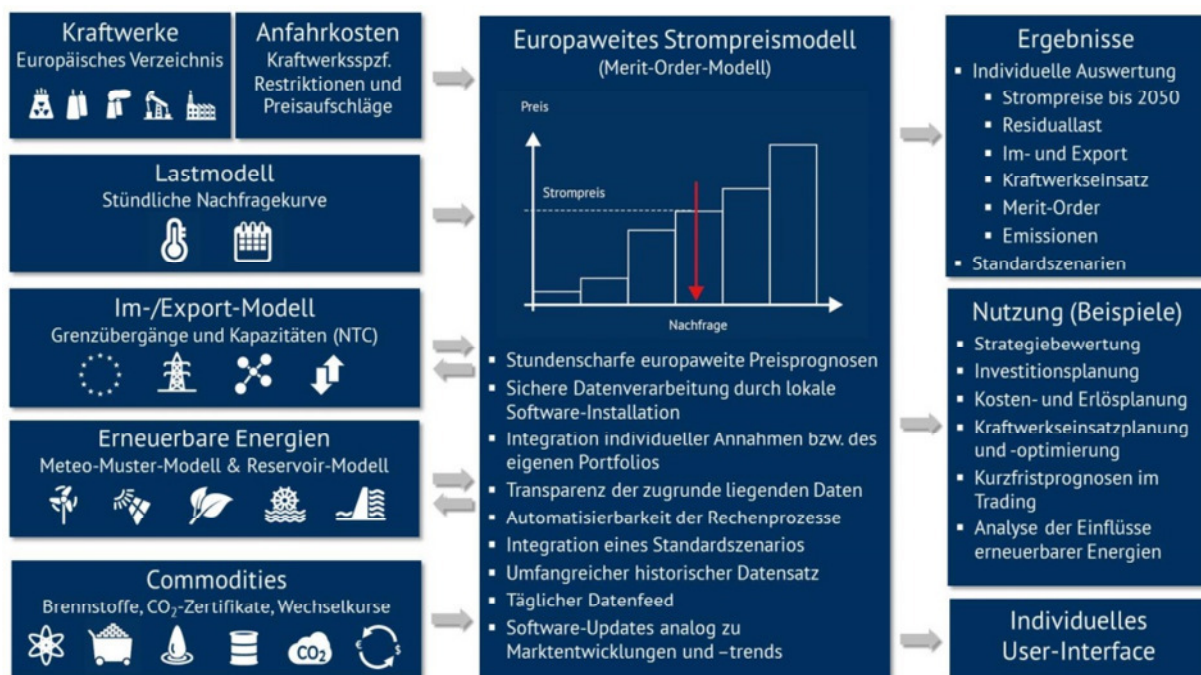 Kraftwerke
Europäisches Verzeichnis
Anfahrkosten
Kraftwerksspzf.
Restriktionen und
Preisaufschläge
Lastmodell
Stündliche Nachfragekurve
Im-/Export-Modell
Grenzübergänge und Kapazitäten (NTC)
Erneuerbare Energien
Meteo-Muster-Modell & Reservoir-Modell
Commodities
Brennstoffe, CO₂-Zertifikate, Wechselkurse
CO₂
€
$
Europaweites Strompreismodell
(Merit-Order-Modell)
Preis
Strompreis
Nachfrage
▪ Stundenscharfe europaweite Preisprognosen
▪ Sichere Datenverarbeitung durch lokale
Software-Installation
▪ Integration individueller Annahmen bzw. des
eigenen Portfolios
▪ Transparenz der zugrunde liegenden Daten
▪ Automatisierbarkeit der Rechenprozesse
▪ Integration eines Standardszenarios
▪ Umfangreicher historischer Datensatz
▪ Täglicher Datenfeed
▪ Software-Updates analog zu
Marktentwicklungen und –trends
Ergebnisse
▪ Individuelle Auswertung
▪ Strompreise bis 2050
▪ Residuallast
▪ Im- und Export
▪ Kraftwerkseinsatz
▪ Merit-Order
▪ Emissionen
▪ Standardszenarien
Nutzung (Beispiele)
▪ Strategiebewertung
▪ Investitionsplanung
▪ Kosten- und Erlösplanung
▪ Kraftwerkseinsatzplanung
und -optimierung
▪ Kurzfristprognosen im
Trading
▪ Analyse der Einflüsse
erneuerbarer Energien
Individuelles
User-Interface